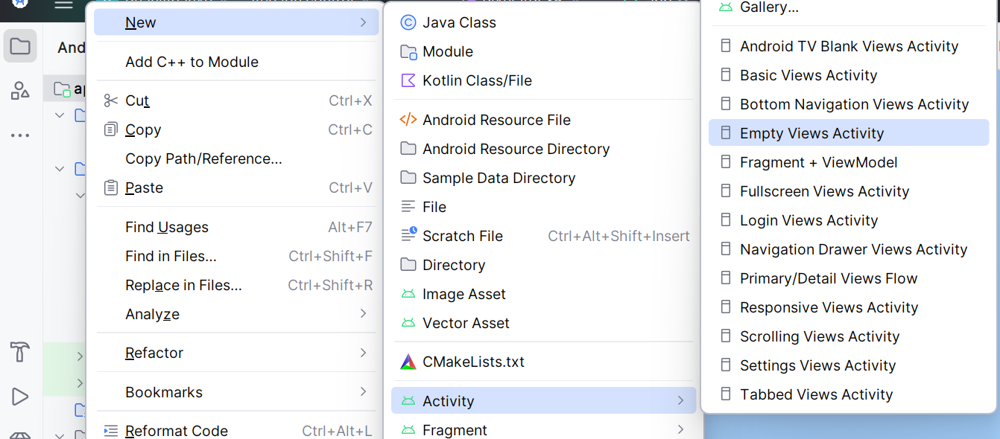 And
New
Add C++ to Module
Cut Ctrl+X
Copy Ctrl+C
Copy Path/Reference...
Paste Ctrl+V
Find Usages Alt+F7
Find in Files... Ctrl+Shift+F
Replace in Files... Ctrl+Shift+R
Analyze
Refactor
Bookmarks
Reformat Code Ctrl+Alt+L
Java Class
Module
Kotlin Class/File
Android Resource File
Android Resource Directory
Sample Data Directory
File
Scratch File Ctrl+Alt+Shift+Insert
Directory
Image Asset
Vector Asset
CMakeLists.txt
Activity
Fragment
Gallery...
Android TV Blank Views Activity
Basic Views Activity
Bottom Navigation Views Activity
Empty Views Activity
Fragment + ViewModel
Fullscreen Views Activity
Login Views Activity
Navigation Drawer Views Activity
Primary/Detail Views Flow
Responsive Views Activity
Scrolling Views Activity
Settings Views Activity
Tabbed Views Activity